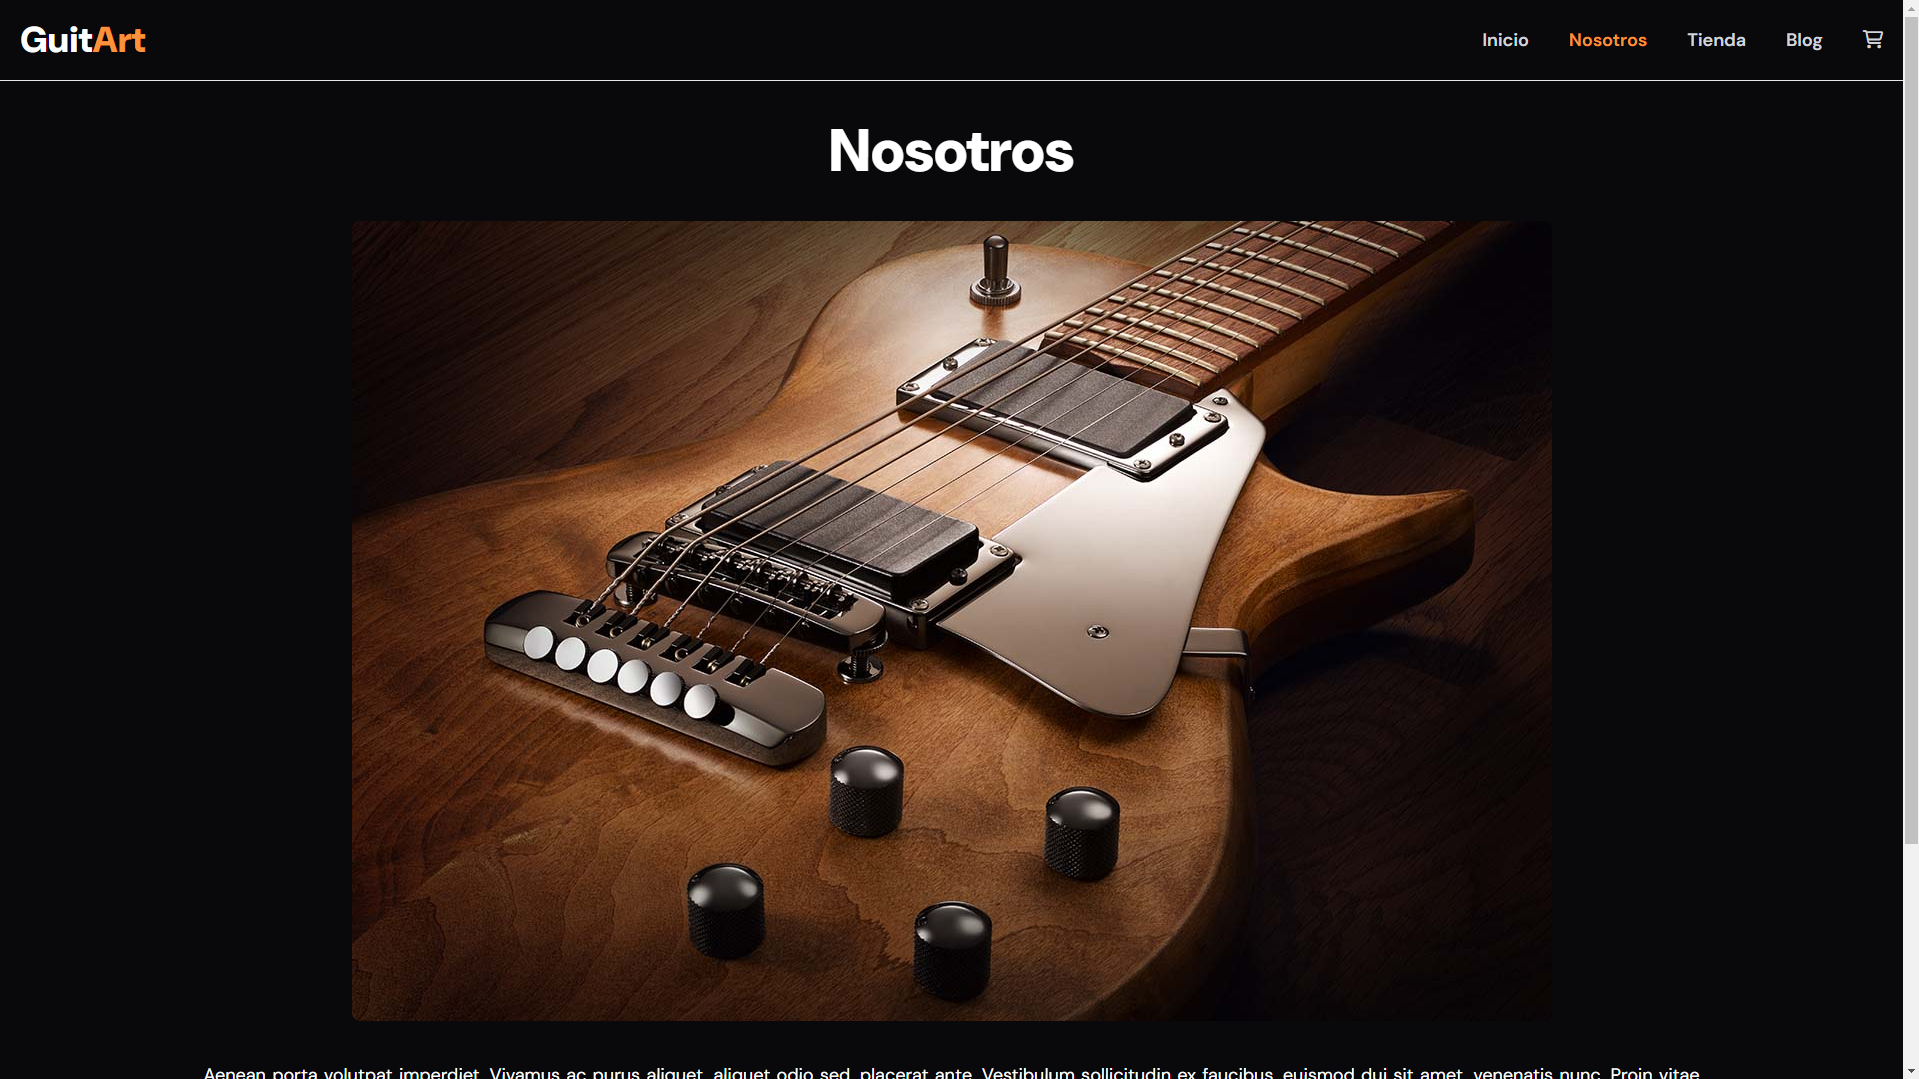 GuitArt
Inicio Nosotros Tienda Blog
Nosotros
Aenean porta volutpat imperdiet. Vivamus ac purus aliquet, aliquet odio sed, placerat ante. Vestibulum sollicitudin ex faucibus, euismod dui sit amet, venenatis nunc. Proin vitae